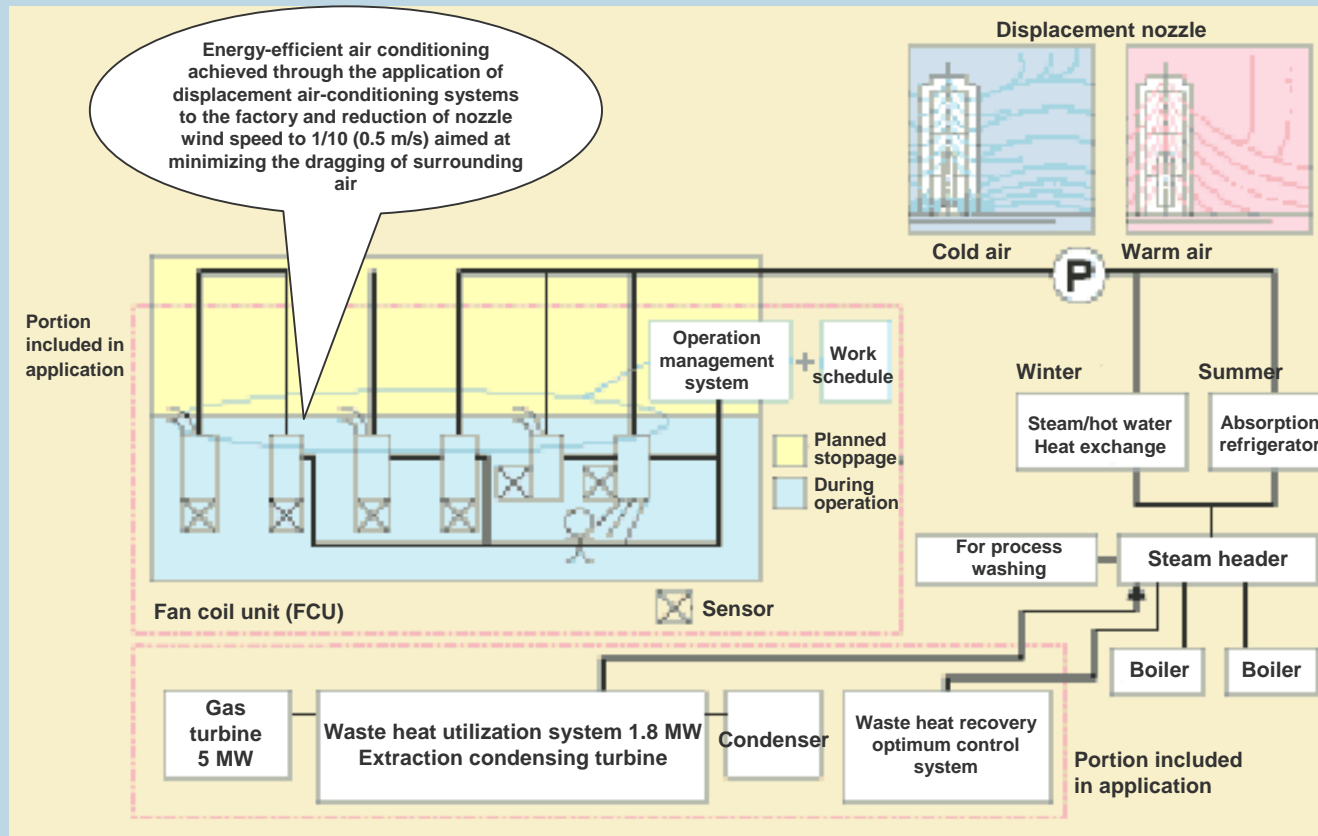 Energy-efficient air conditioning
achieved through the application of
displacement air-conditioning systems
to the factory and reduction of nozzle
wind speed to 1/10 (0.5 m/s) aimed at
minimizing the dragging of surrounding
air
Displacement nozzle
Cold air
Warm air
P
Portion
included in
application
Operation
management
system
+
Work
schedule
Winter
Summer
Steam/hot water
Heat exchange
Absorption
refrigerator
Planned
stoppage
During
operation
For process
washing
Steam header
Fan coil unit (FCU)
Sensor
Boiler
Boiler
Gas
turbine
5 MW
Waste heat utilization system 1.8 MW
Extraction condensing turbine
Condenser
Waste heat recovery
optimum control
system
Portion included
in application